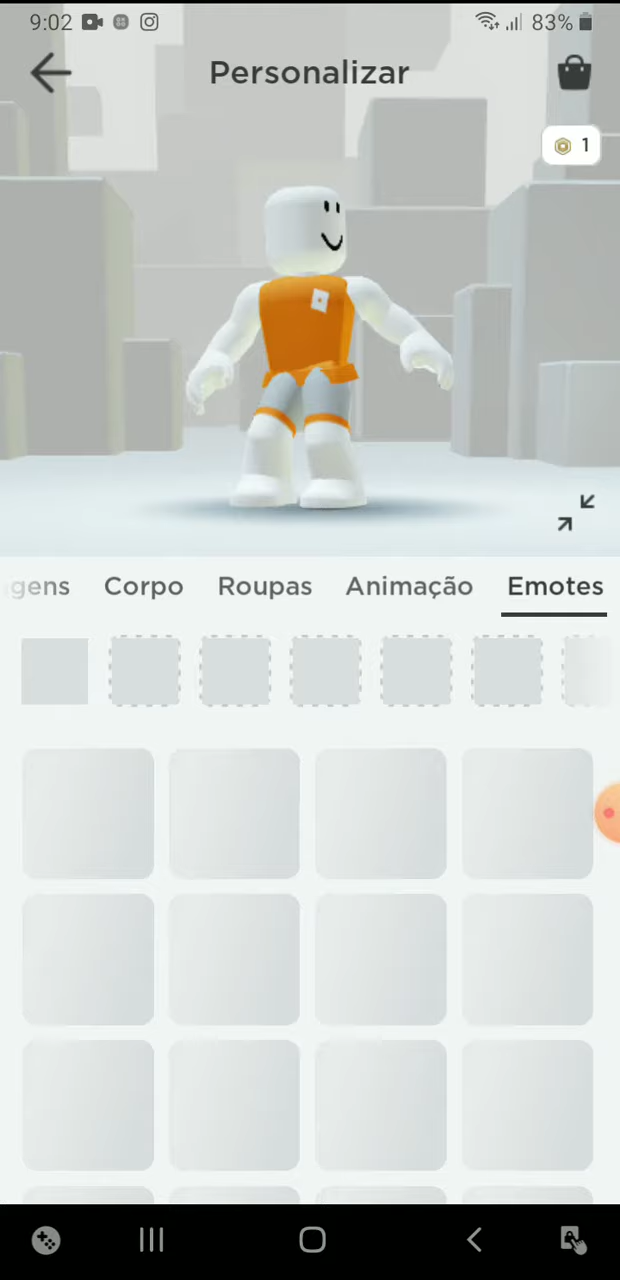 9:02
83%
Personalizar
1
gens
Corpo
Roupas
Animação
Emotes